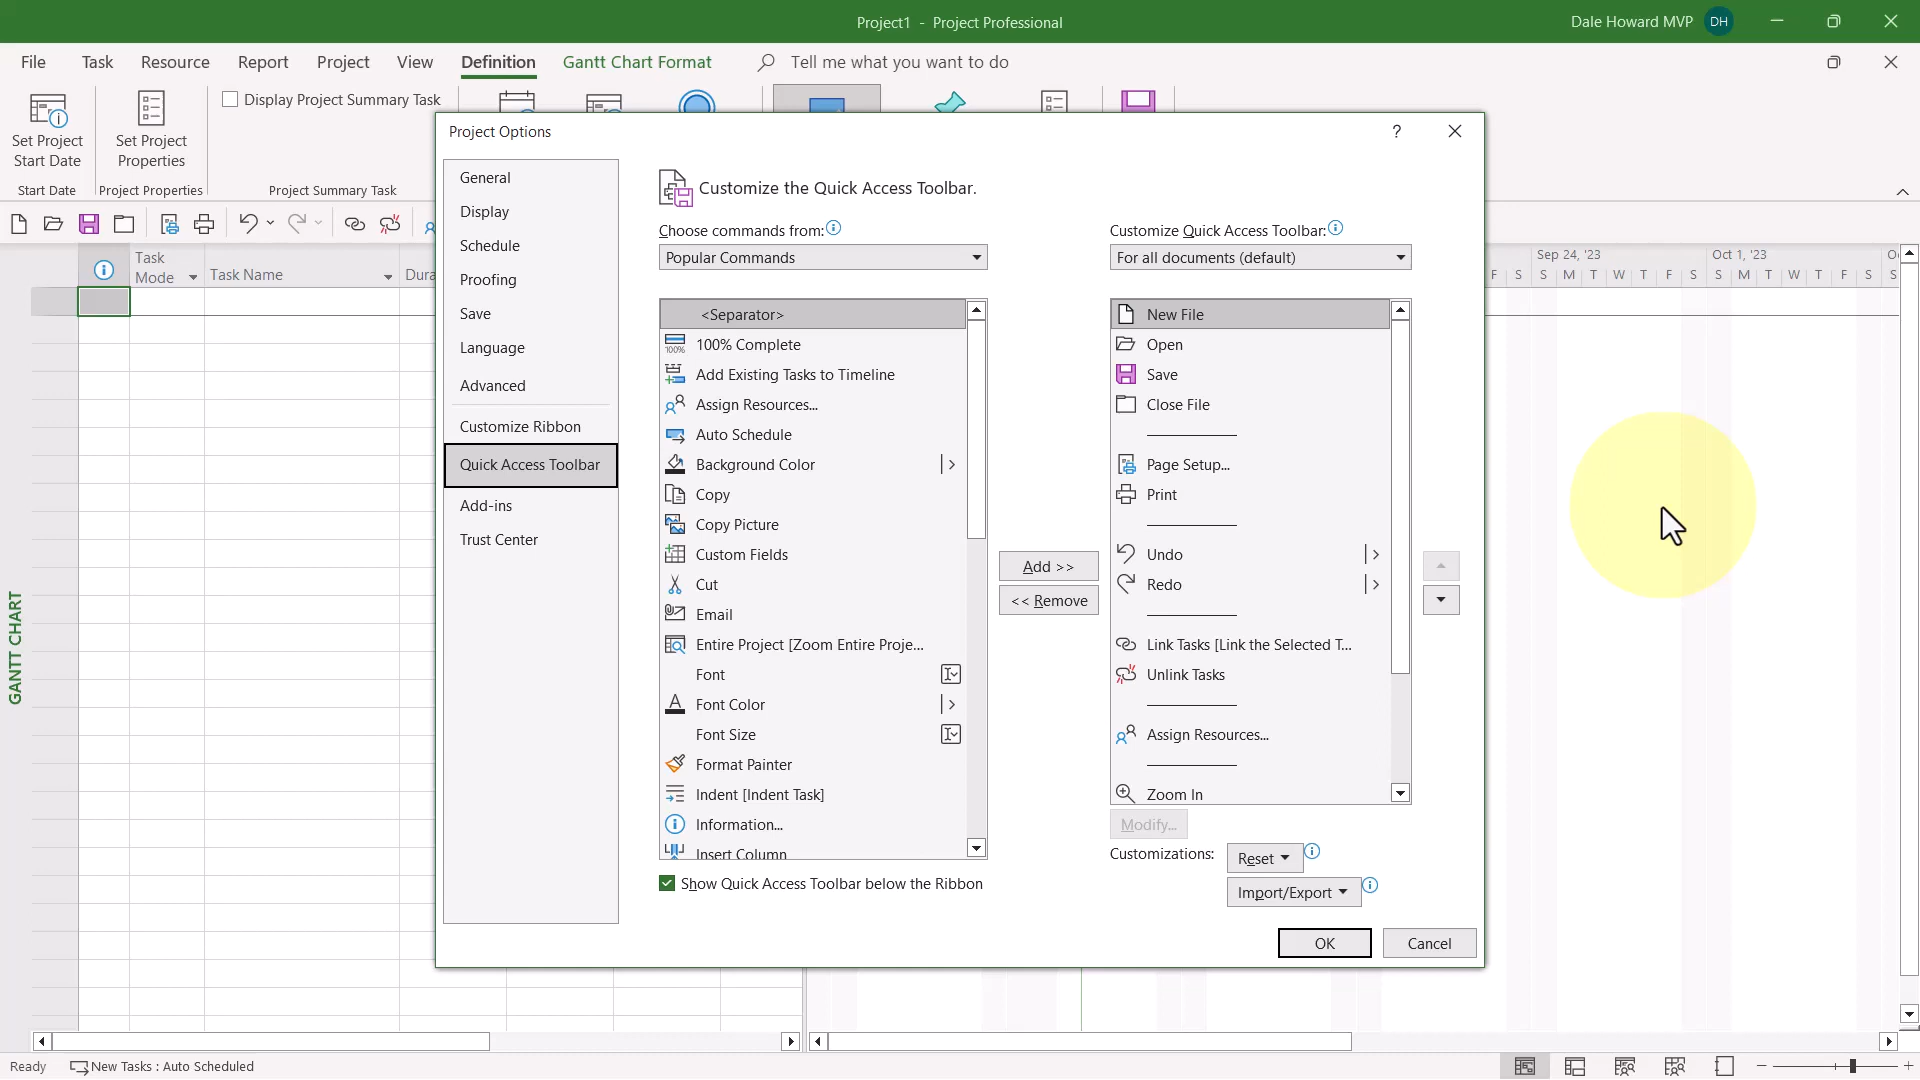 Project1 - Project Professional
Dale Howard MVP DH
File Task Resource Report Project View Definition Gantt Chart Format Tell me what you want to do
Set Project Start Date
Set Project Properties
Display Project Summary Task
Start Date
Project Properties
Project Summary Task
Task Mode
Task Name
GANTT CHART
Project Options
?
General
Display
Schedule
Proofing
Save
Language
Advanced
Customize Ribbon
Quick Access Toolbar
Add-ins
Trust Center
Customize the Quick Access Toolbar.
Choose commands from:
Popular Commands
<Separator>
100% Complete
Add Existing Tasks to Timeline
Assign Resources...
Auto Schedule
Background Color
Copy
Copy Picture
Custom Fields
Cut
Email
Entire Project [Zoom Entire Proje...
Font
Font Color
Font Size
Format Painter
Indent [Indent Task]
Information...
Insert Column
Show Quick Access Toolbar below the Ribbon
Add >>
<< Remove
Customize Quick Access Toolbar:
For all documents (default)
New File
Open
Save
Close File
Page Setup...
Print
Undo
Redo
Link Tasks [Link the Selected T...
Unlink Tasks
Assign Resources...
Zoom In
Modify...
Customizations: Reset
Import/Export
OK Cancel
Sep 24, '23 Oct 1, '23
F S S M T W T F S S M T W T F S S
Ready New Tasks : Auto Scheduled